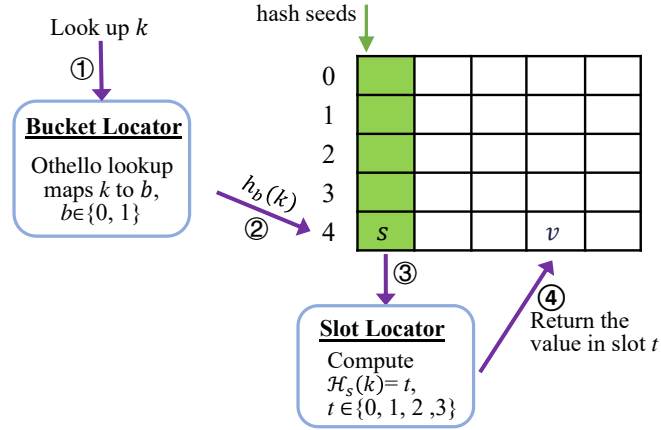 hash seeds
Look up k
①
Bucket Locator
Othello lookup
maps k to b,
b∈{0, 1}
h_b(k)
②
0
1
2
3
4
s
v
③
Slot Locator
Compute
ℋ_s(k)= t,
t ∈{0, 1, 2 ,3}
④
Return the
value in slot t